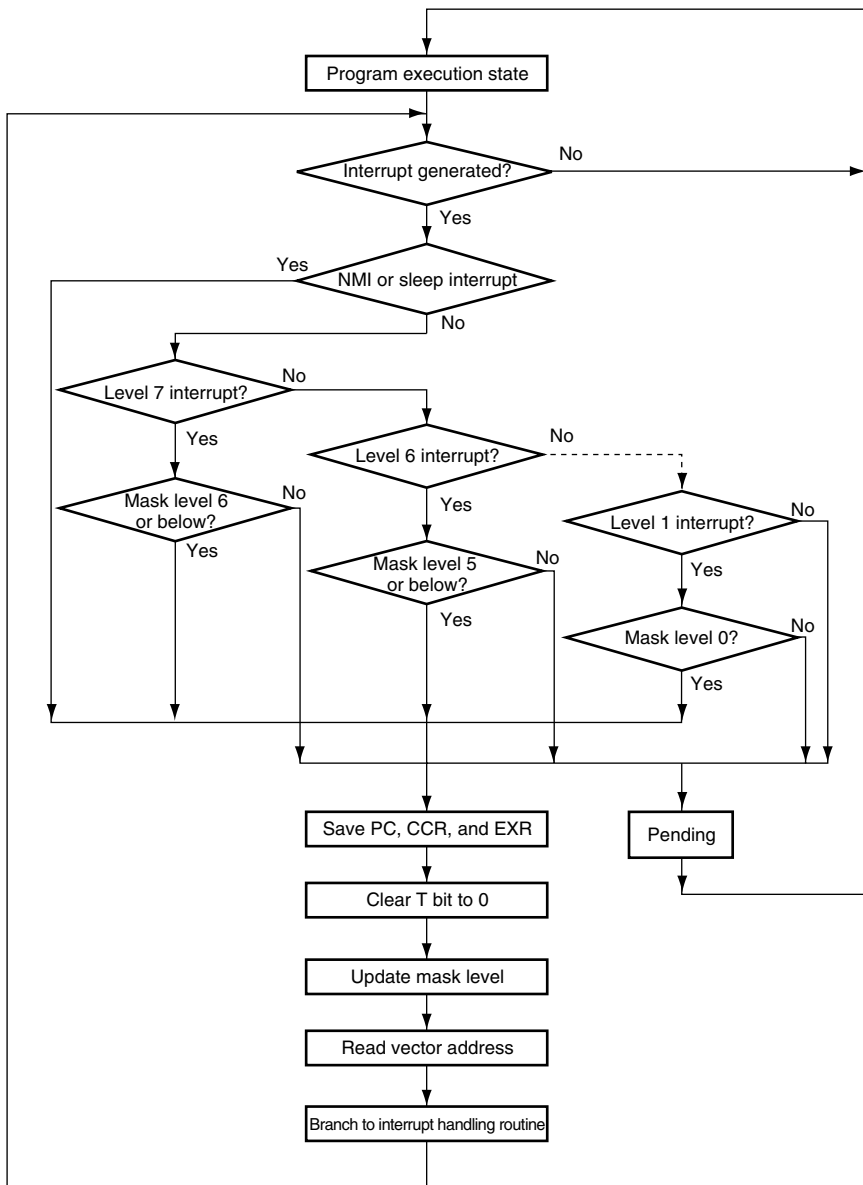 Program execution state
Interrupt generated?
No
Yes
Yes
NMI or sleep interrupt
No
Level 7 interrupt?
No
Yes
Level 6 interrupt?
No
Mask level 6
or below?
No
Yes
Yes
Level 1 interrupt?
No
Mask level 5
or below?
No
Yes
Yes
Mask level 0?
No
Yes
Save PC, CCR, and EXR
Pending
Clear T bit to 0
Update mask level
Read vector address
Branch to interrupt handling routine